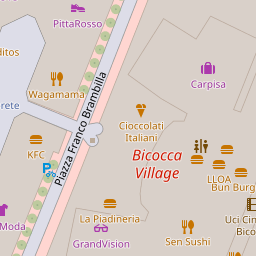 PittaRosso
ditos
Wagamama
Carpisa
Piazza Franco Brambilla
Cioccolati
Italiani
KFC
Bicocca
Village
LLOA
Bun Burg
La Piadineria
Moda
GrandVision
Sen Sushi
Uci Cin
Bico